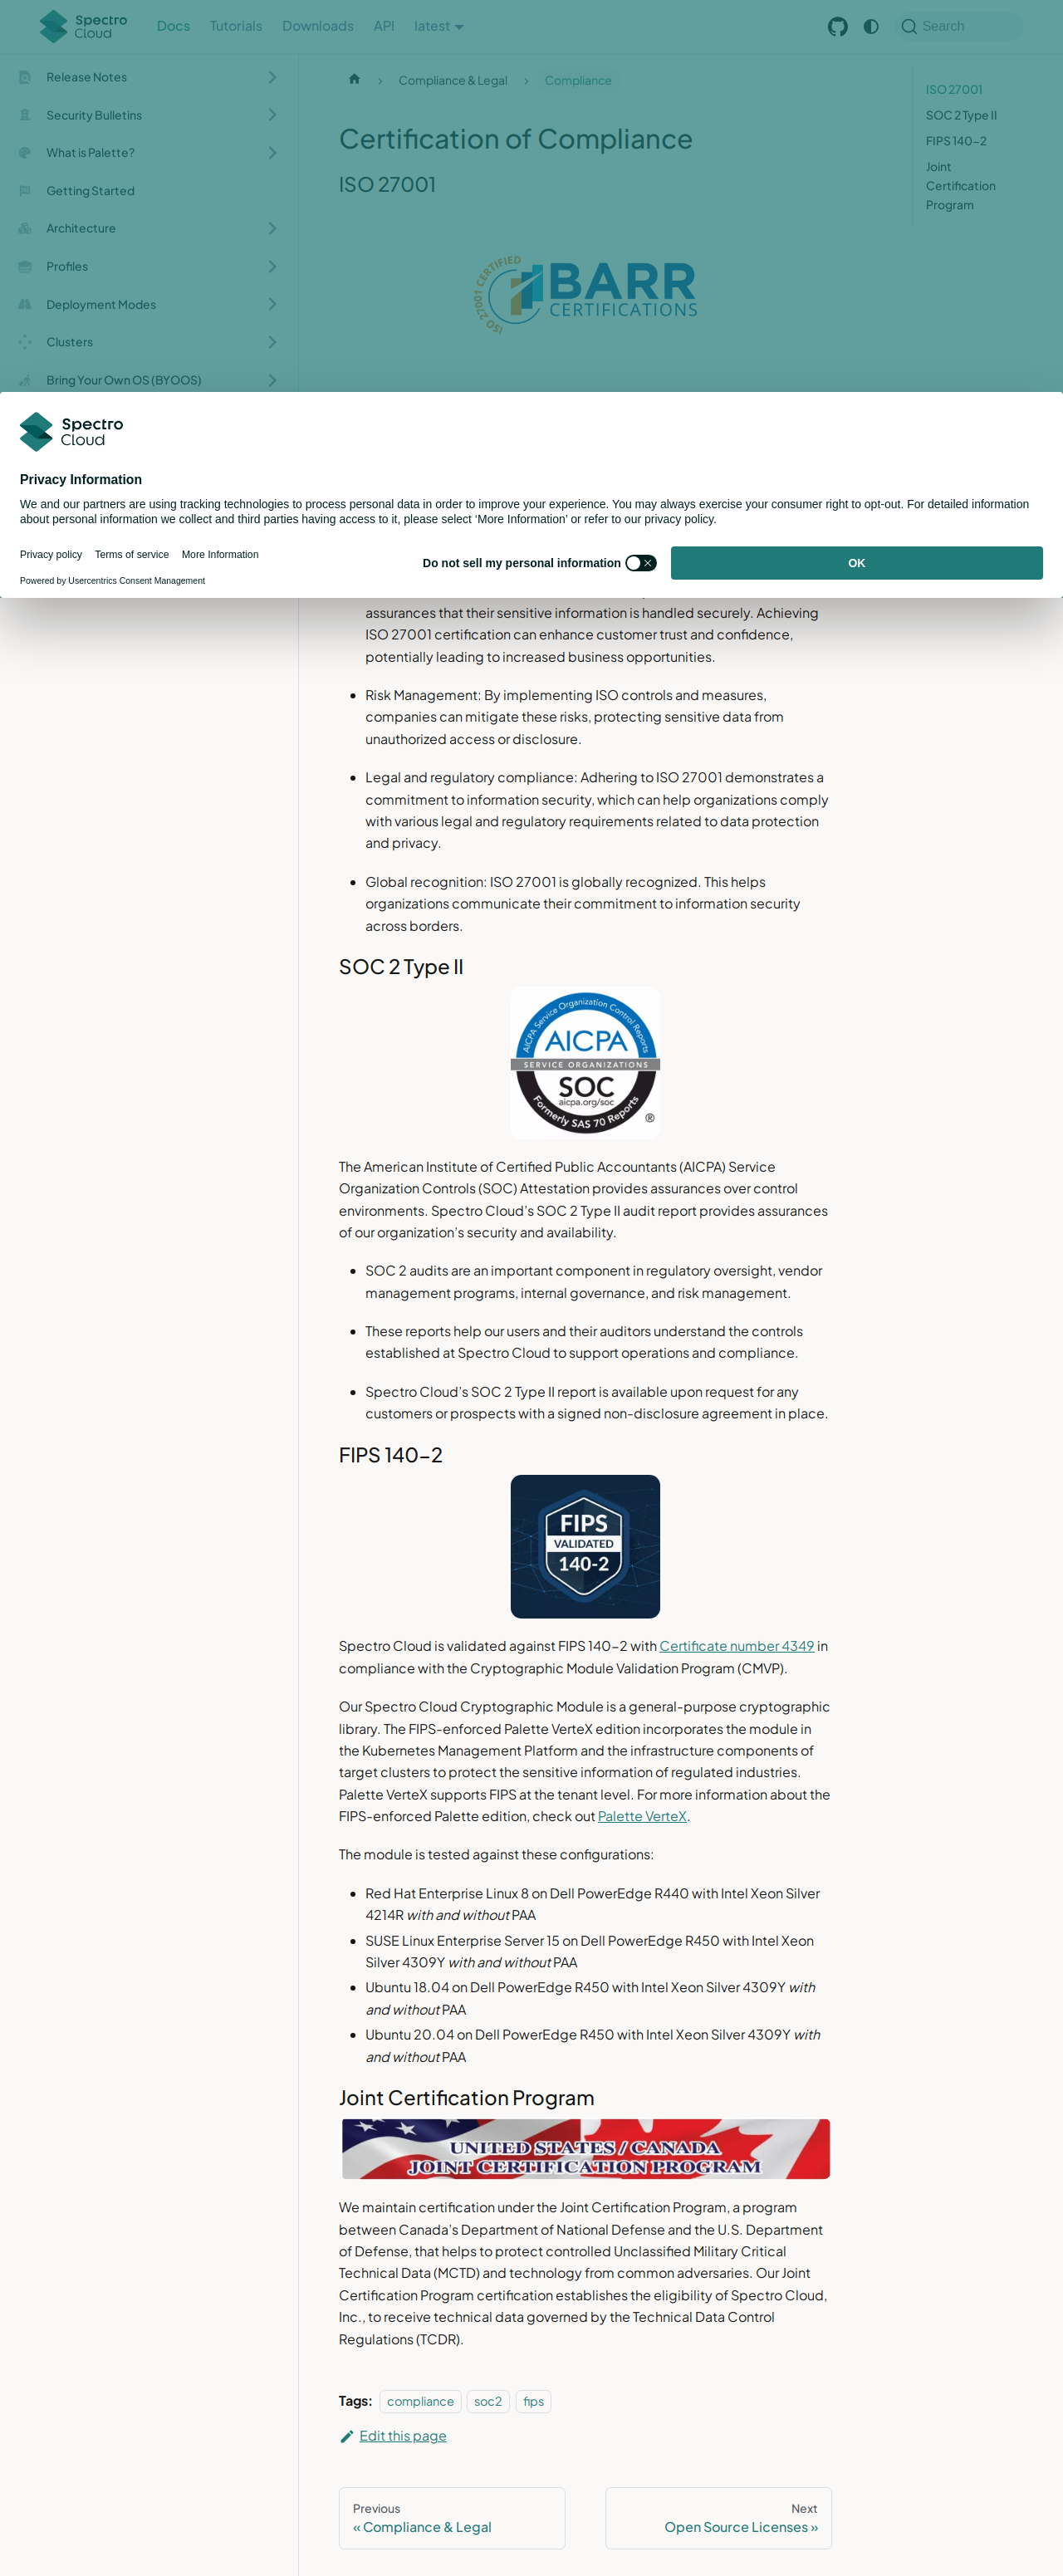 Spectro Cloud
Docs
Tutorials
Downloads
API
latest
Search
Release Notes
Security Bulletins
What is Palette?
Getting Started
Architecture
Profiles
Deployment Modes
Clusters
Bring Your Own OS (BYOOS)
Compliance & Legal
Compliance
ISO 27001
SOC 2 Type II
FIPS 140-2
Joint
Certification
Program
Certification of Compliance
ISO 27001
ISO 27001 CERTIFIED
BARR
CERTIFICATIONS
Spectro
Cloud
Privacy Information
We and our partners are using tracking technologies to process personal data in order to improve your experience. You may always exercise your consumer right to opt-out. For detailed information
about personal information we collect and third parties having access to it, please select ‘More Information’ or refer to our privacy policy.
Privacy policy
Terms of service
More Information
Powered by Usercentrics Consent Management
Do not sell my personal information
OK
assurances that their sensitive information is handled securely. Achieving
ISO 27001 certification can enhance customer trust and confidence,
potentially leading to increased business opportunities.
Risk Management: By implementing ISO controls and measures,
companies can mitigate these risks, protecting sensitive data from
unauthorized access or disclosure.
Legal and regulatory compliance: Adhering to ISO 27001 demonstrates a
commitment to information security, which can help organizations comply
with various legal and regulatory requirements related to data protection
and privacy.
Global recognition: ISO 27001 is globally recognized. This helps
organizations communicate their commitment to information security
across borders.
SOC 2 Type II
AICPA Service Organization Control Reports
AICPA
SERVICE ORGANIZATIONS
SOC
aicpa.org/soc
Formerly SAS 70 Reports
®
The American Institute of Certified Public Accountants (AICPA) Service
Organization Controls (SOC) Attestation provides assurances over control
environments. Spectro Cloud’s SOC 2 Type II audit report provides assurances
of our organization’s security and availability.
SOC 2 audits are an important component in regulatory oversight, vendor
management programs, internal governance, and risk management.
These reports help our users and their auditors understand the controls
established at Spectro Cloud to support operations and compliance.
Spectro Cloud’s SOC 2 Type II report is available upon request for any
customers or prospects with a signed non-disclosure agreement in place.
FIPS 140-2
FIPS
VALIDATED
140-2
Spectro Cloud is validated against FIPS 140-2 with Certificate number 4349 in
compliance with the Cryptographic Module Validation Program (CMVP).
Our Spectro Cloud Cryptographic Module is a general-purpose cryptographic
library. The FIPS-enforced Palette VerteX edition incorporates the module in
the Kubernetes Management Platform and the infrastructure components of
target clusters to protect the sensitive information of regulated industries.
Palette VerteX supports FIPS at the tenant level. For more information about the
FIPS-enforced Palette edition, check out Palette VerteX.
The module is tested against these configurations:
Red Hat Enterprise Linux 8 on Dell PowerEdge R440 with Intel Xeon Silver
4214R with and without PAA
SUSE Linux Enterprise Server 15 on Dell PowerEdge R450 with Intel Xeon
Silver 4309Y with and without PAA
Ubuntu 18.04 on Dell PowerEdge R450 with Intel Xeon Silver 4309Y with
and without PAA
Ubuntu 20.04 on Dell PowerEdge R450 with Intel Xeon Silver 4309Y with
and without PAA
Joint Certification Program
UNITED STATES / CANADA
JOINT CERTIFICATION PROGRAM
We maintain certification under the Joint Certification Program, a program
between Canada’s Department of National Defense and the U.S. Department
of Defense, that helps to protect controlled Unclassified Military Critical
Technical Data (MCTD) and technology from common adversaries. Our Joint
Certification Program certification establishes the eligibility of Spectro Cloud,
Inc., to receive technical data governed by the Technical Data Control
Regulations (TCDR).
Tags: compliance soc2 fips
Edit this page
Previous
« Compliance & Legal
Next
Open Source Licenses »